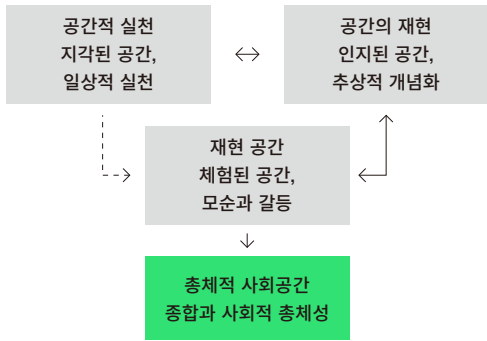 공간적 실천
지각된 공간,
일상적 실천
공간의 재현
인지된 공간,
추상적 개념화
재현 공간
체험된 공간,
모순과 갈등
총체적 사회공간
종합과 사회적 총체성